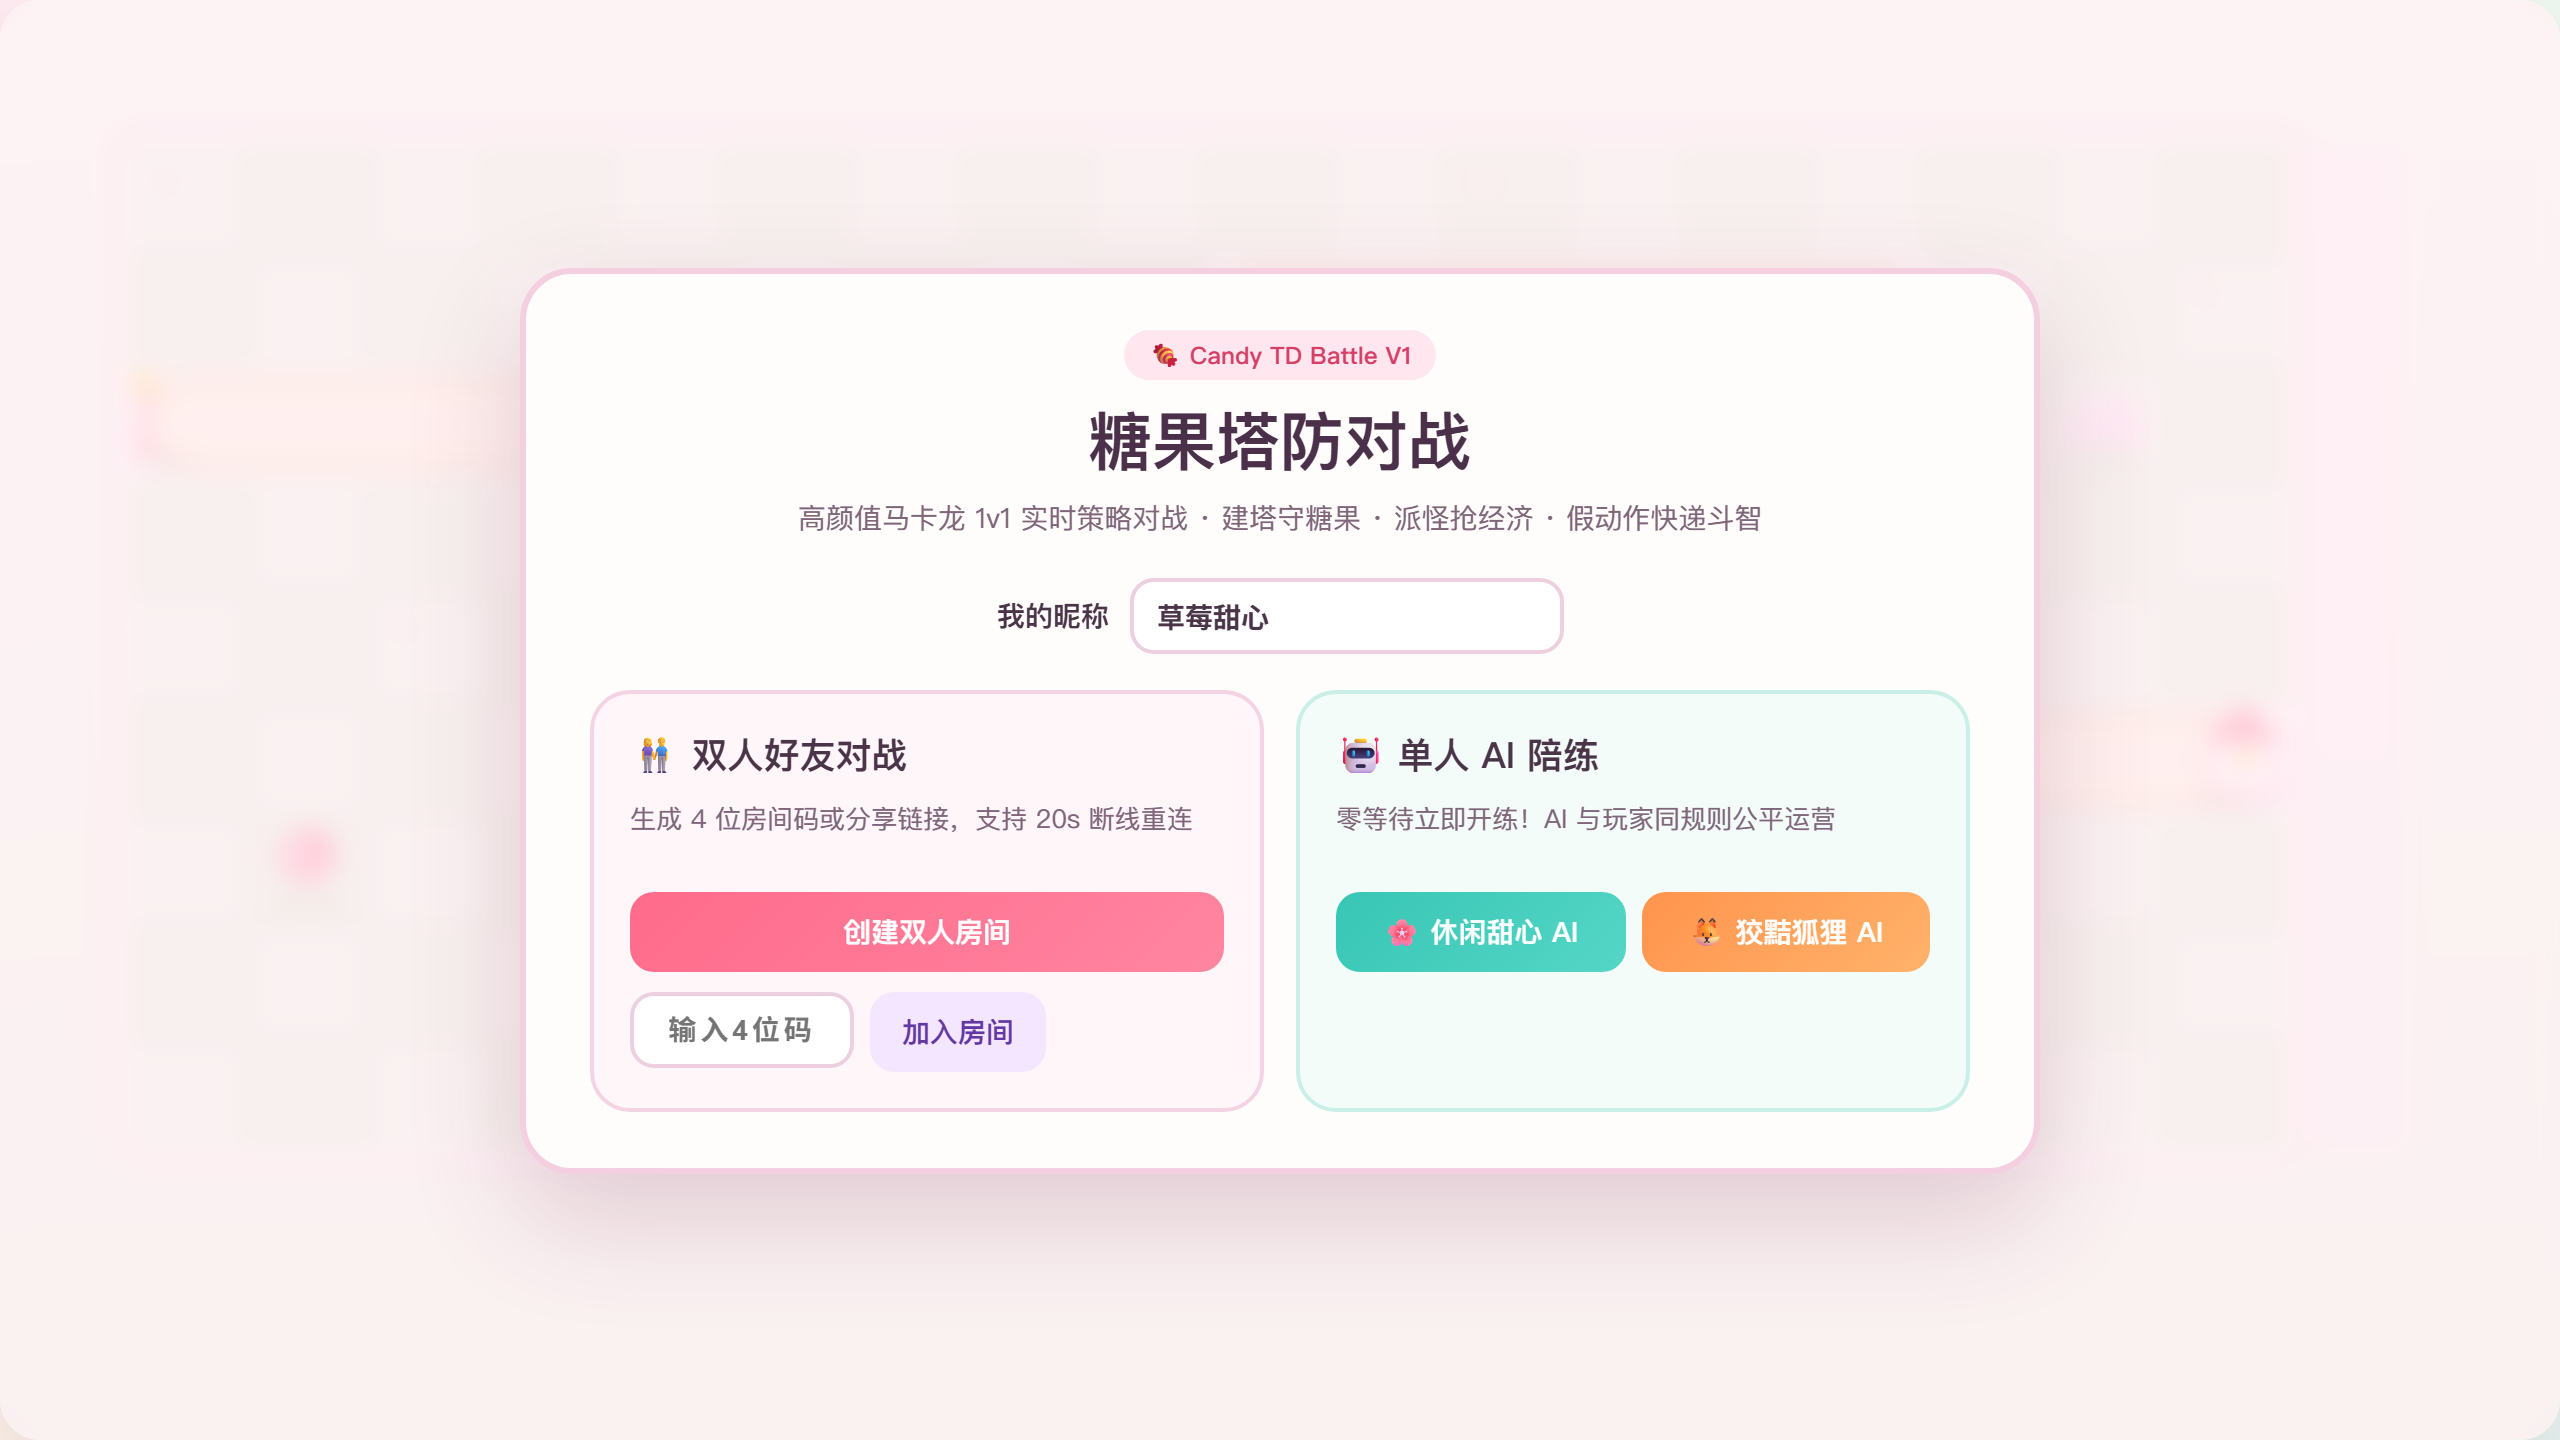 Candy TD Battle V1
糖果塔防对战
高颜值马卡龙 1v1 实时策略对战 · 建塔守糖果 · 派怪抢经济 · 假动作快递斗智
我的昵称 草莓甜心
双人好友对战
生成 4 位房间码或分享链接，支持 20s 断线重连
创建双人房间
输入4位码 加入房间
单人 AI 陪练
零等待立即开练！AI 与玩家同规则公平运营
休闲甜心 AI 狡黠狐狸 AI